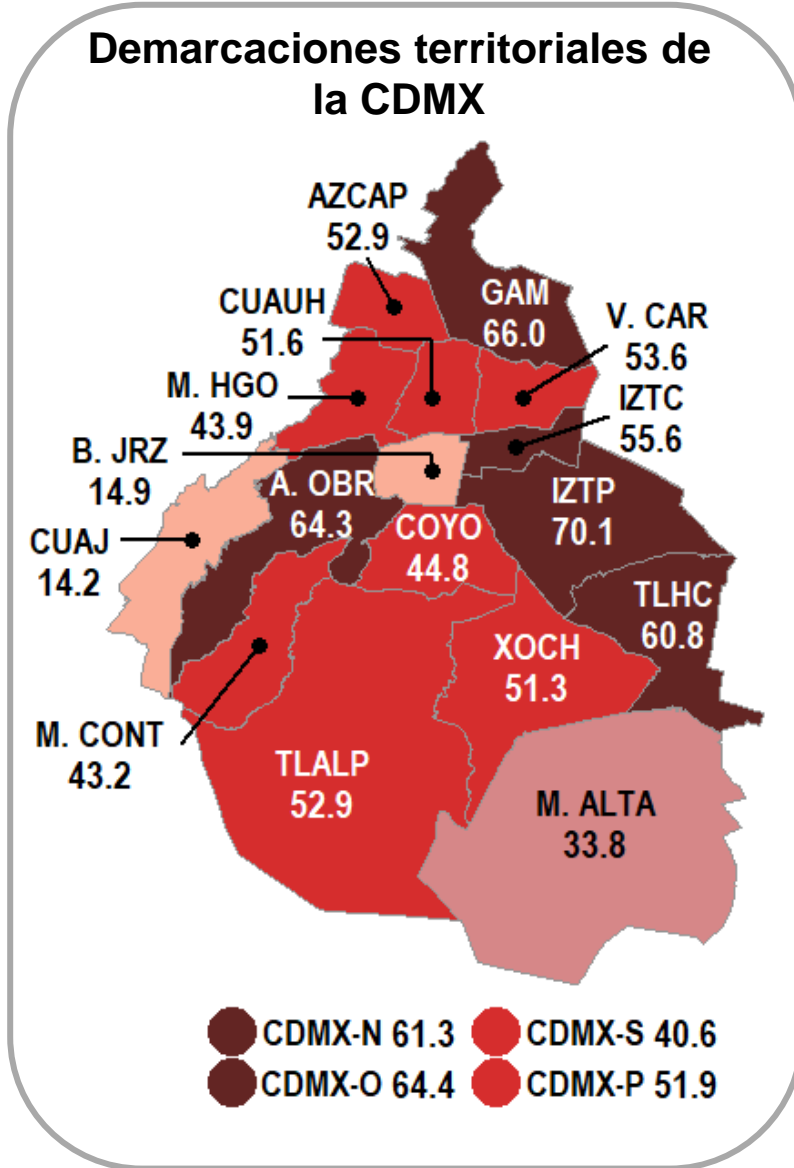 Demarcaciones territoriales de
la CDMX
AZCAP
52.9
GAM
66.0
CUAUH
51.6
V. CAR
53.6
M. HGO
43.9
IZTC
55.6
B. JRZ
14.9
A. OBR
64.3
IZTP
70.1
CUAJ
14.2
COYO
44.8
TLHC
60.8
XOCH
51.3
M. CONT
43.2
TLALP
52.9
M. ALTA
33.8
CDMX-N 61.3
CDMX-S 40.6
CDMX-O 64.4
CDMX-P 51.9